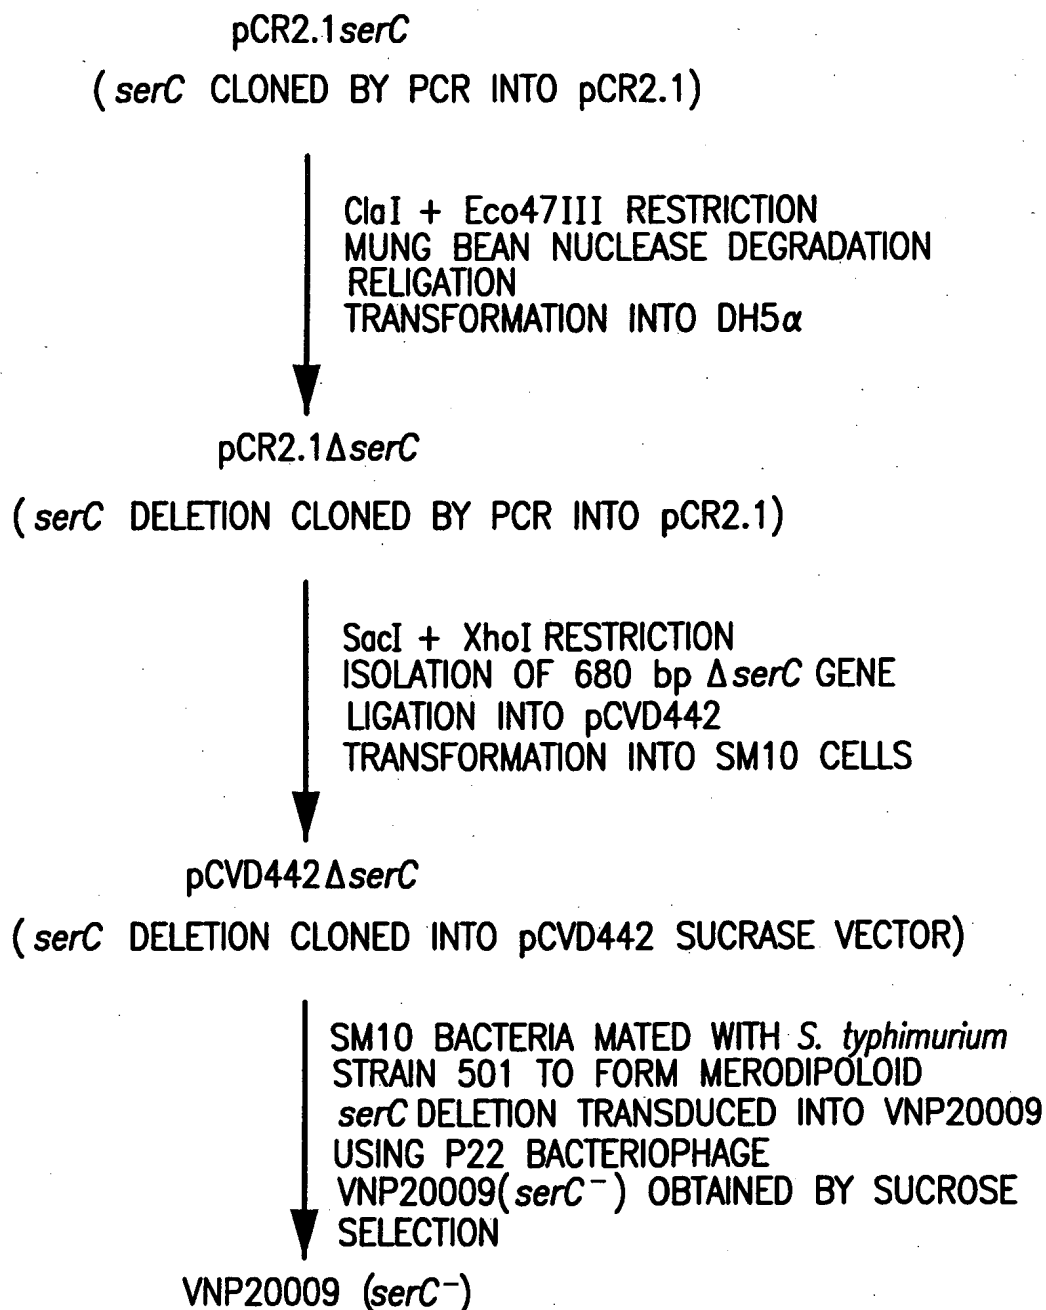 pCR2.1serC
(serC CLONED BY PCR INTO pCR2.1)
ClaI + Eco47III RESTRICTION
MUNG BEAN NUCLEASE DEGRADATION
RELIGATION
TRANSFORMATION INTO DH5α
pCR2.1ΔserC
(serC DELETION CLONED BY PCR INTO pCR2.1)
SacI + XhoI RESTRICTION
ISOLATION OF 680 bp ΔserC GENE
LIGATION INTO pCVD442
TRANSFORMATION INTO SM10 CELLS
pCVD442ΔserC
(serC DELETION CLONED INTO pCVD442 SUCRASE VECTOR)
SM10 BACTERIA MATED WITH S. typhimurium
STRAIN 501 TO FORM MERODIPOLOID
serC DELETION TRANSDUCED INTO VNP20009
USING P22 BACTERIOPHAGE
VNP20009(serC⁻) OBTAINED BY SUCROSE
SELECTION
VNP20009 (serC⁻)